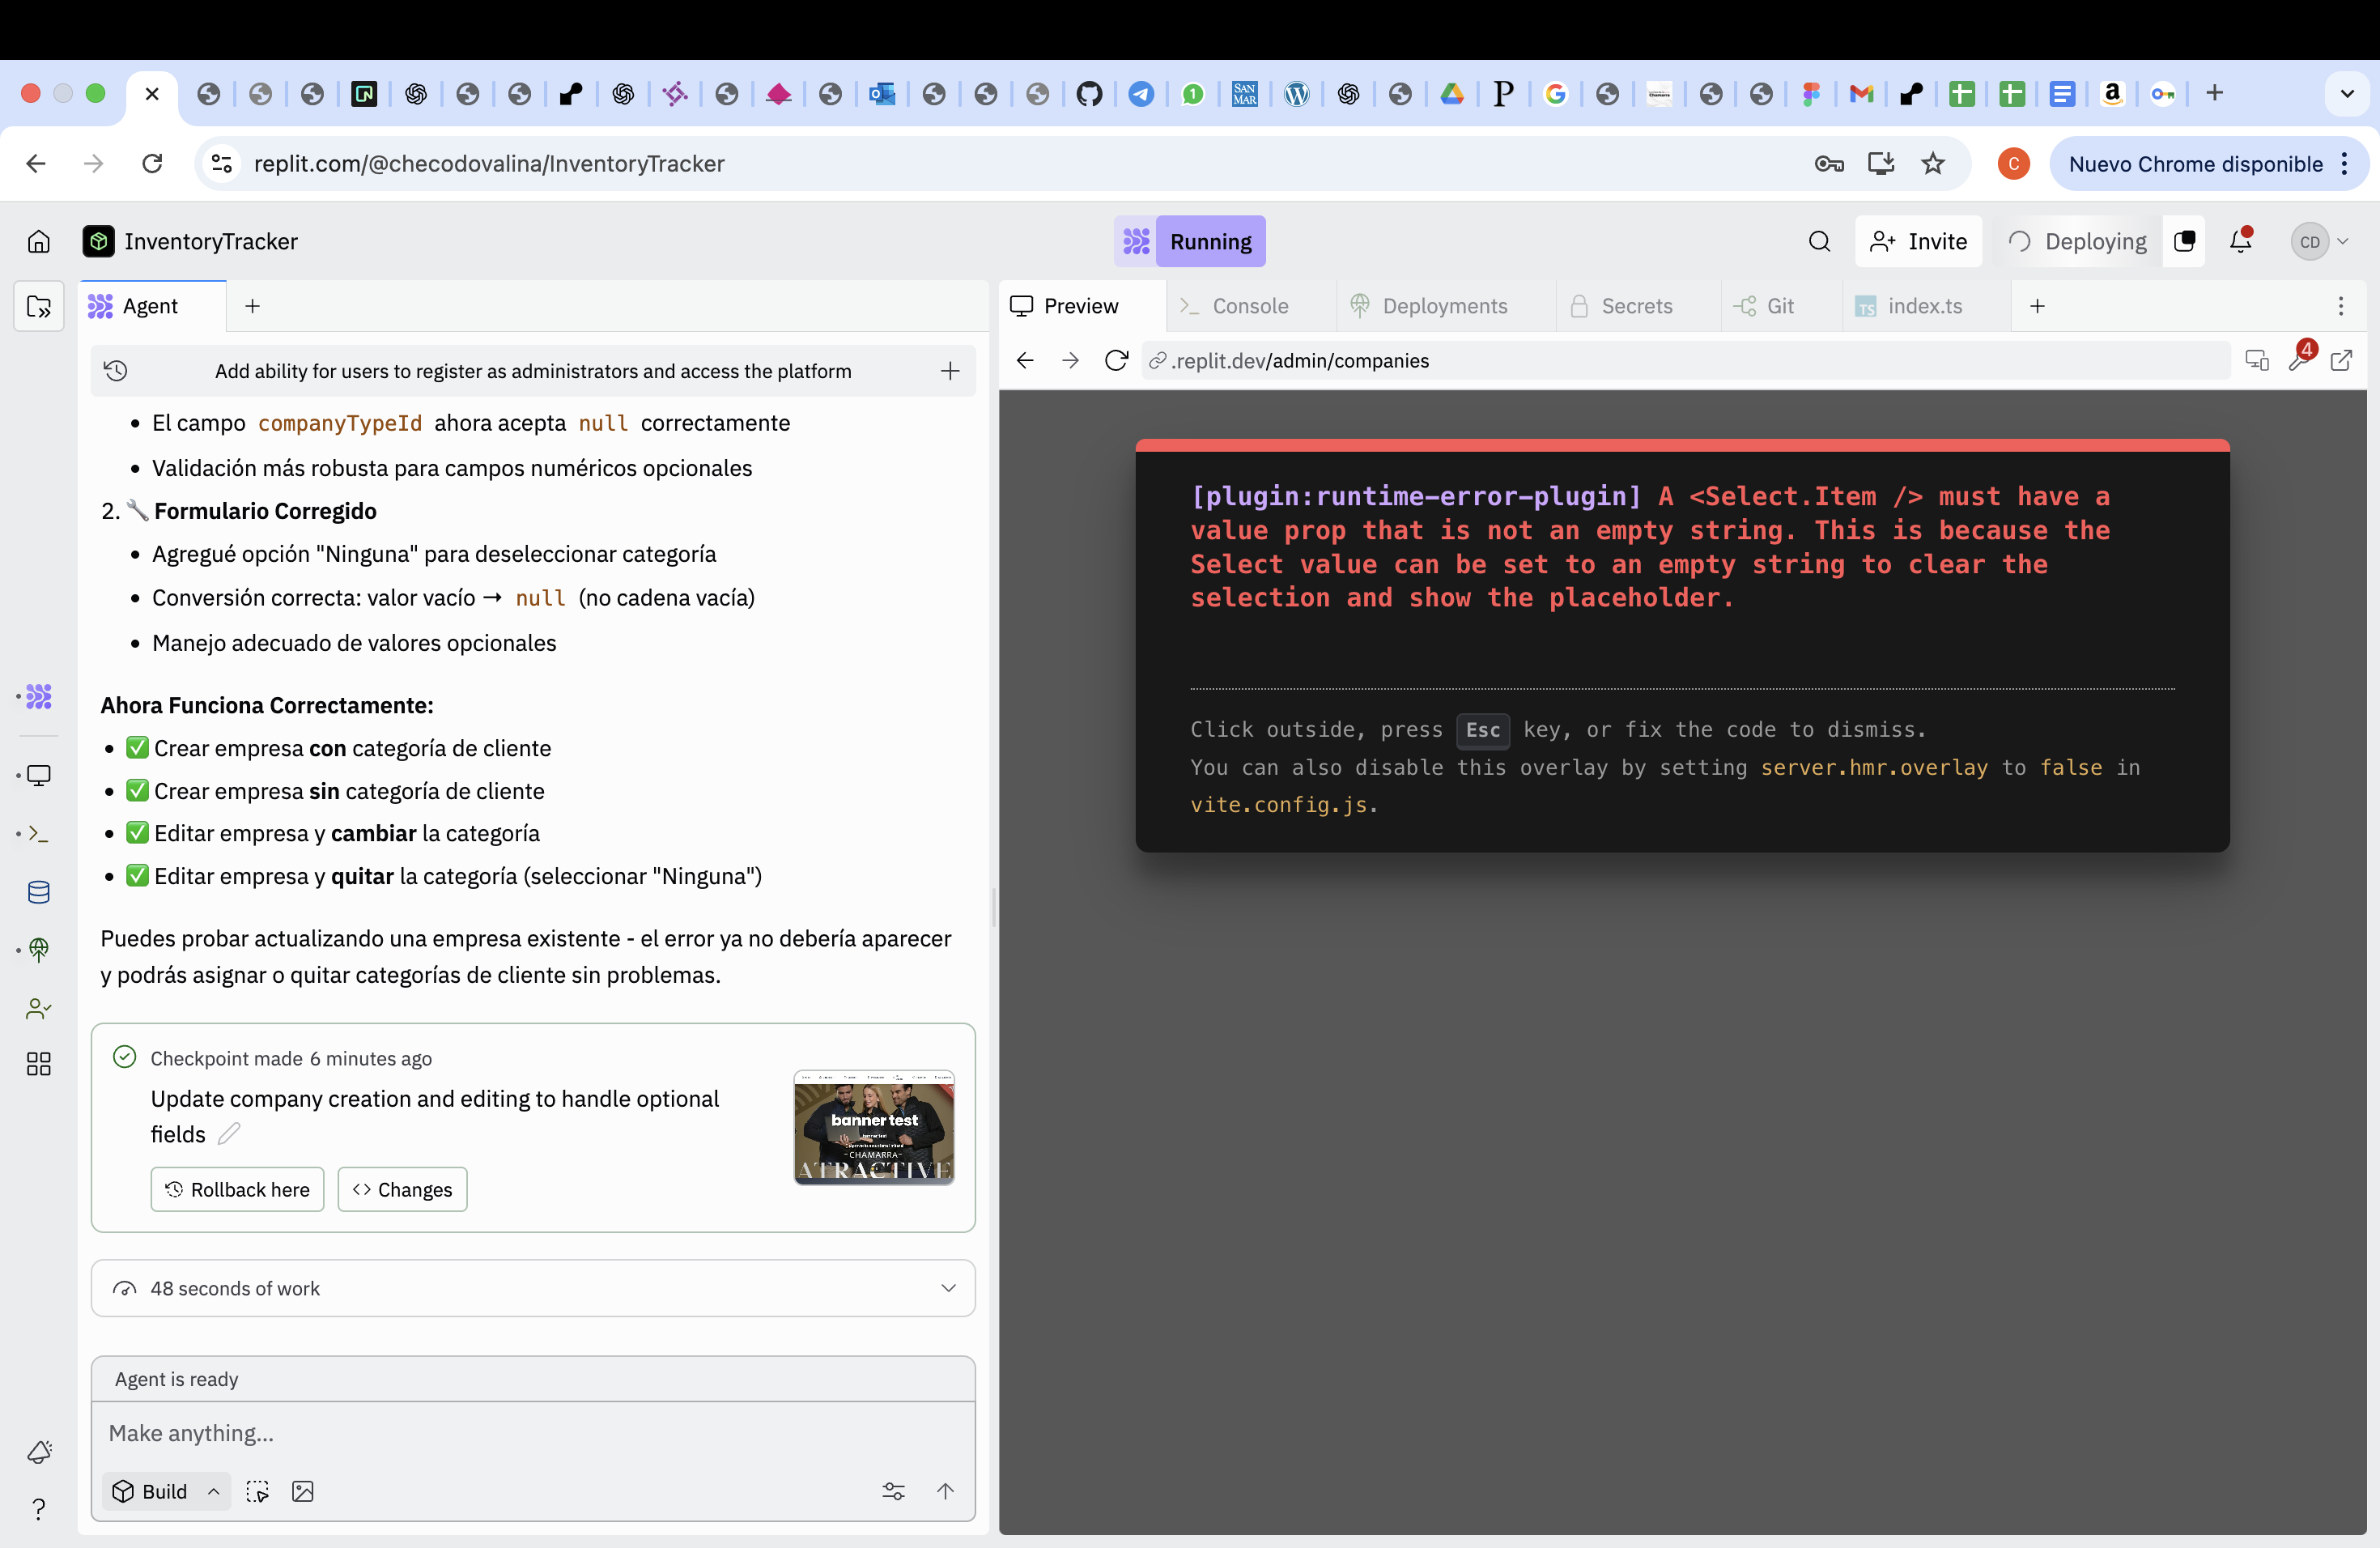 replit.com/@checodovalina/InventoryTracker
C
Nuevo Chrome disponible
InventoryTracker
Running
Invite
Deploying
CD
Agent
Preview
Console
Deployments
Secrets
Git
TS index.ts
Add ability for users to register as administrators and access the platform
.replit.dev/admin/companies
4
• El campo companyTypeId ahora acepta null correctamente
• Validación más robusta para campos numéricos opcionales
2. 🔧 Formulario Corregido
• Agregué opción "Ninguna" para deseleccionar categoría
• Conversión correcta: valor vacío → null (no cadena vacía)
• Manejo adecuado de valores opcionales
Ahora Funciona Correctamente:
• ✅ Crear empresa con categoría de cliente
• ✅ Crear empresa sin categoría de cliente
• ✅ Editar empresa y cambiar la categoría
• ✅ Editar empresa y quitar la categoría (seleccionar "Ninguna")
Puedes probar actualizando una empresa existente - el error ya no debería aparecer
y podrás asignar o quitar categorías de cliente sin problemas.
Checkpoint made 6 minutes ago
Update company creation and editing to handle optional
fields
Rollback here
Changes
banner test
banner test
-CHAMARRA-
ATRACTIVE
48 seconds of work
Agent is ready
Make anything...
Build
[plugin:runtime-error-plugin] A <Select.Item /> must have a
value prop that is not an empty string. This is because the
Select value can be set to an empty string to clear the
selection and show the placeholder.
Click outside, press Esc key, or fix the code to dismiss.
You can also disable this overlay by setting server.hmr.overlay to false in
vite.config.js.